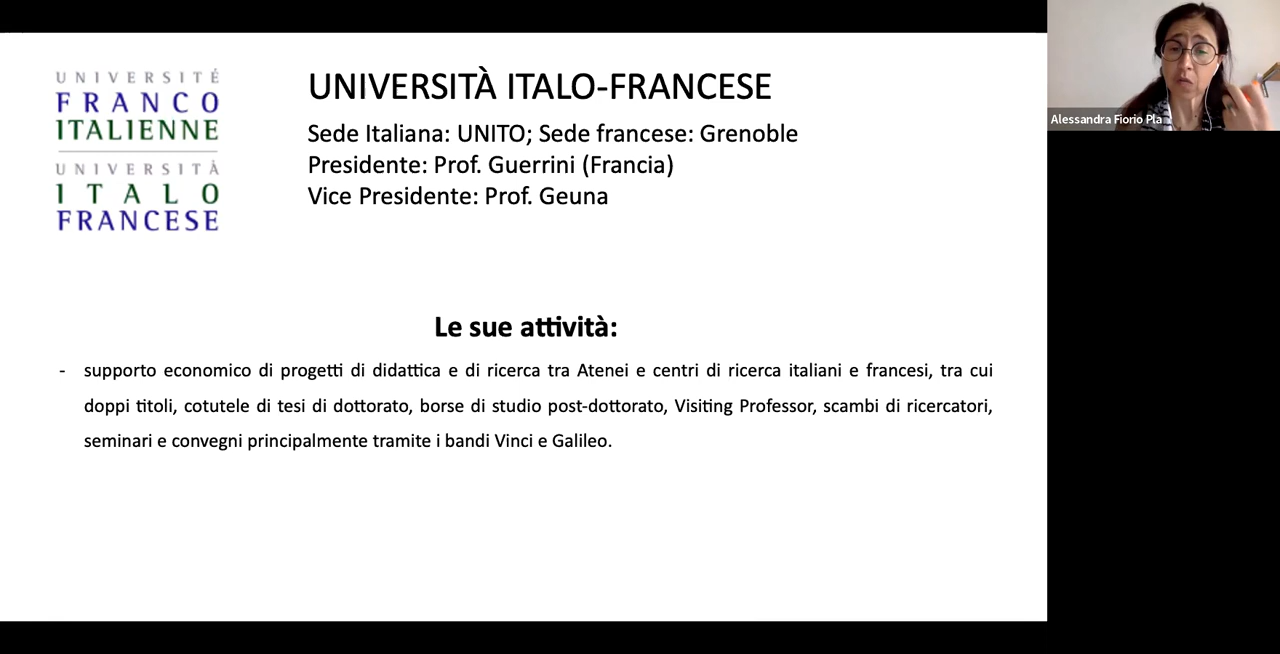 UNIVERSITÉ
FRANCO
ITALIENNE
UNIVERSITÀ
ITALO
FRANCESE
UNIVERSITÀ ITALO-FRANCESE
Sede Italiana: UNITO; Sede francese: Grenoble
Presidente: Prof. Guerrini (Francia)
Vice Presidente: Prof. Geuna
Le sue attività:
- supporto economico di progetti di didattica e di ricerca tra Atenei e centri di ricerca italiani e francesi, tra cui
doppi titoli, cotutele di tesi di dottorato, borse di studio post-dottorato, Visiting Professor, scambi di ricercatori,
seminari e convegni principalmente tramite i bandi Vinci e Galileo.
Alessandra Fiorio Pla